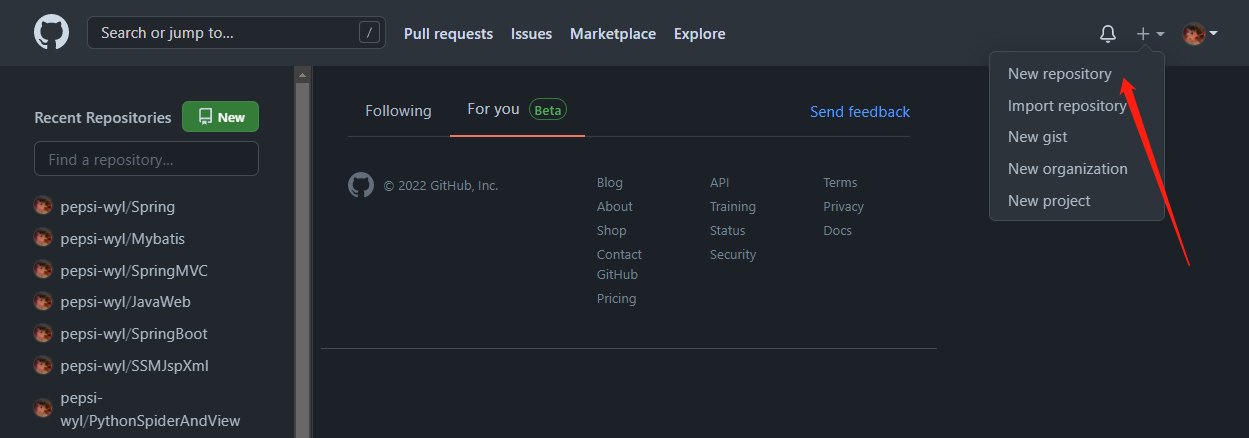 Search or jump to... /
Pull requests Issues Marketplace Explore
New repository
Import repository
New gist
New organization
New project
Recent Repositories New
Find a repository...
pepsi-wyl/Spring
pepsi-wyl/Mybatis
pepsi-wyl/SpringMVC
pepsi-wyl/JavaWeb
pepsi-wyl/SpringBoot
pepsi-wyl/SSMJspXml
pepsi-
wyl/PythonSpiderAndView
Following For you Beta Send feedback
© 2022 GitHub, Inc.
Blog
About
Shop
Contact
GitHub
Pricing
API
Training
Status
Security
Terms
Privacy
Docs